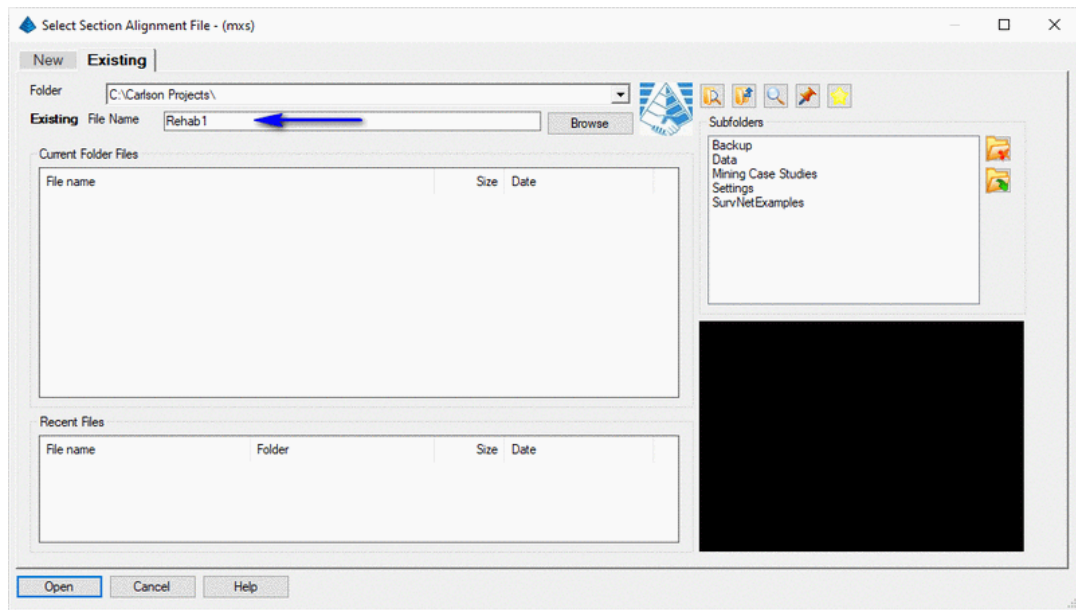 Select Section Alignment File - (mxs)
New Existing
Folder C:\Carlson Projects\
Existing File Name Rehab1 Browse
Subfolders
Backup
Data
Mining Case Studies
Settings
SurvNetExamples
Current Folder Files
File name Size Date
Recent Files
File name Folder Size Date
Open Cancel Help